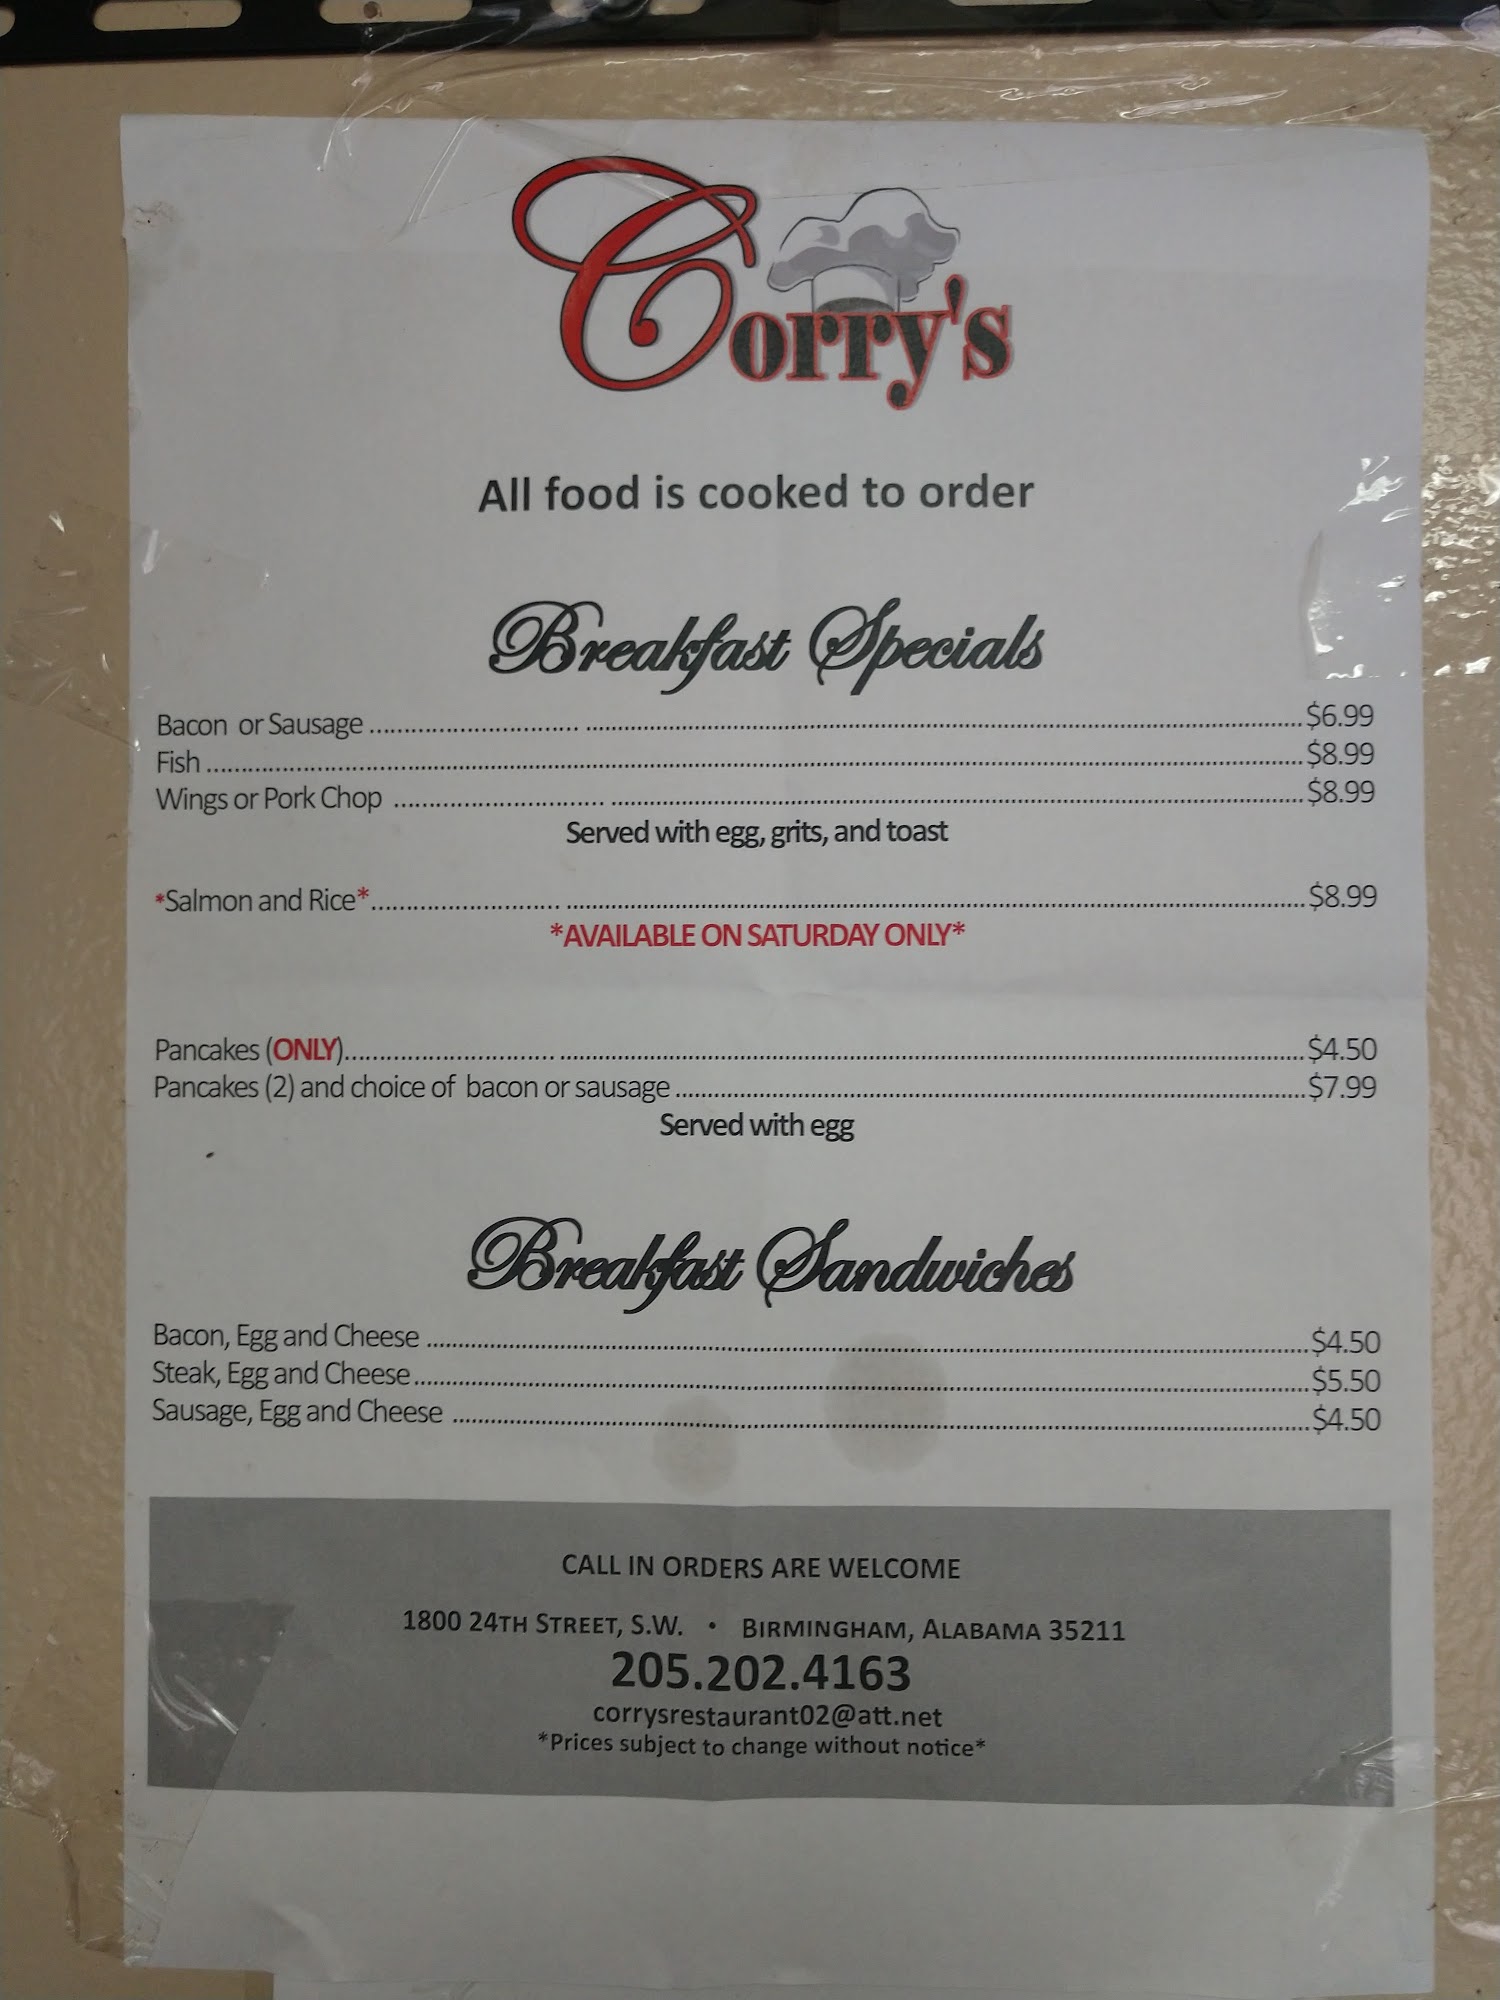 Corry's
All food is cooked to order
Breakfast Specials
Bacon or Sausage ................................ $6.99
Fish ................................ $8.99
Wings or Pork Chop ................................ $8.99
Served with egg, grits, and toast
*Salmon and Rice* ................................ $8.99
*AVAILABLE ON SATURDAY ONLY*
Pancakes (ONLY) ................................ $4.50
Pancakes (2) and choice of bacon or sausage ................................ $7.99
Served with egg
Breakfast Sandwiches
Bacon, Egg and Cheese ................................ $4.50
Steak, Egg and Cheese ................................ $5.50
Sausage, Egg and Cheese ................................ $4.50
CALL IN ORDERS ARE WELCOME
1800 24TH STREET, S.W. • BIRMINGHAM, ALABAMA 35211
205.202.4163
corrysrestaurant02@att.net
*Prices subject to change without notice*